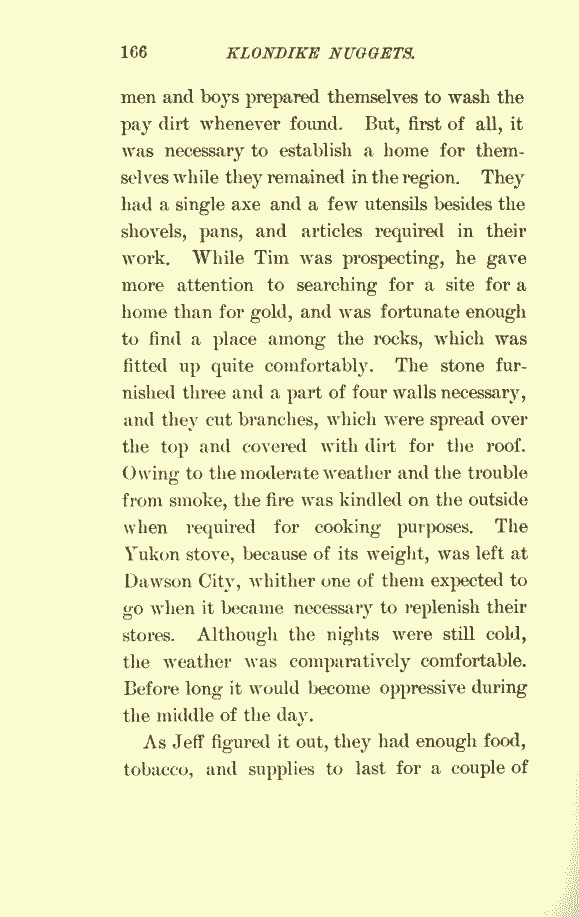 166 KLONDIKE NUGGETS.
men and boys prepared themselves to wash the
pay dirt whenever found. But, first of all, it
was necessary to establish a home for them-
selves while they remained in the region. They
had a single axe and a few utensils besides the
shovels, pans, and articles required in their
work. While Tim was prospecting, he gave
more attention to searching for a site for a
home than for gold, and was fortunate enough
to find a place among the rocks, which was
fitted up quite comfortably. The stone fur-
nished three and a part of four walls necessary,
and they cut branches, which were spread over
the top and covered with dirt for the roof.
Owing to the moderate weather and the trouble
from smoke, the fire was kindled on the outside
when required for cooking purposes. The
Yukon stove, because of its weight, was left at
Dawson City, whither one of them expected to
go when it became necessary to replenish their
stores. Although the nights were still cold,
the weather was comparatively comfortable.
Before long it would become oppressive during
the middle of the day.
As Jeff figured it out, they had enough food,
tobacco, and supplies to last for a couple of